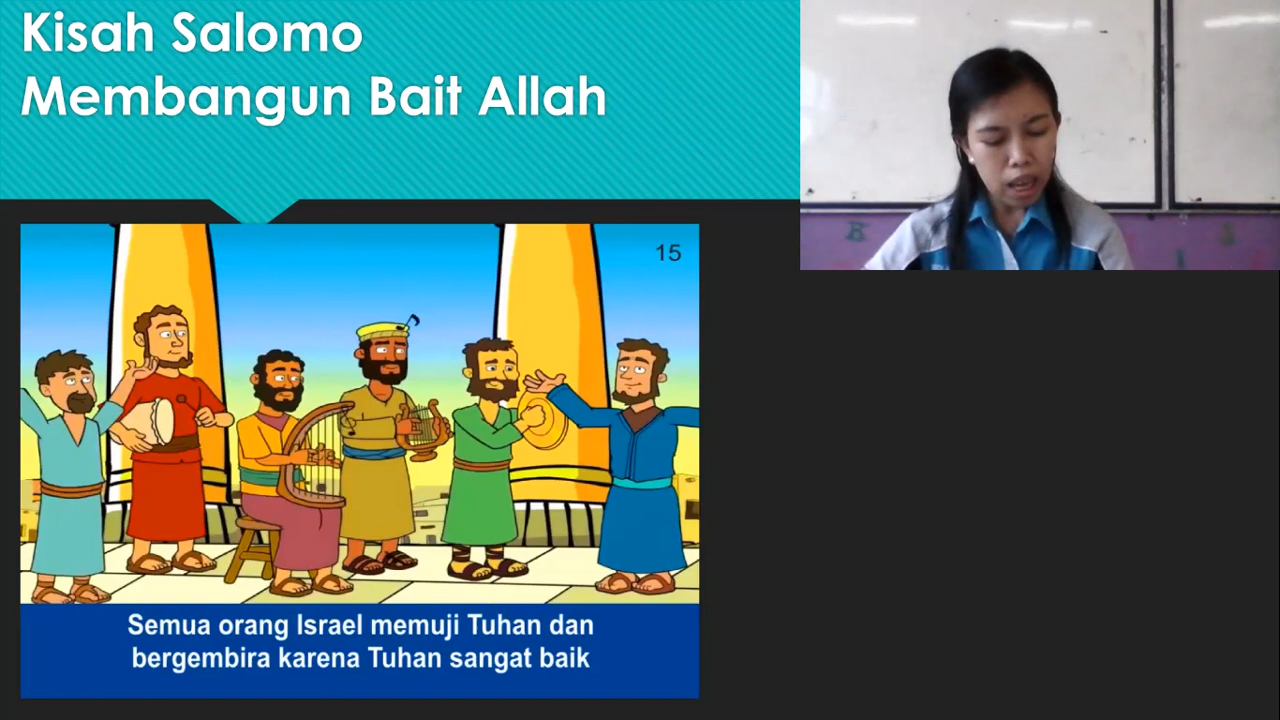 Kisah Salomo
Membangun Bait Allah
15
Semua orang Israel memuji Tuhan dan
bergembira karena Tuhan sangat baik